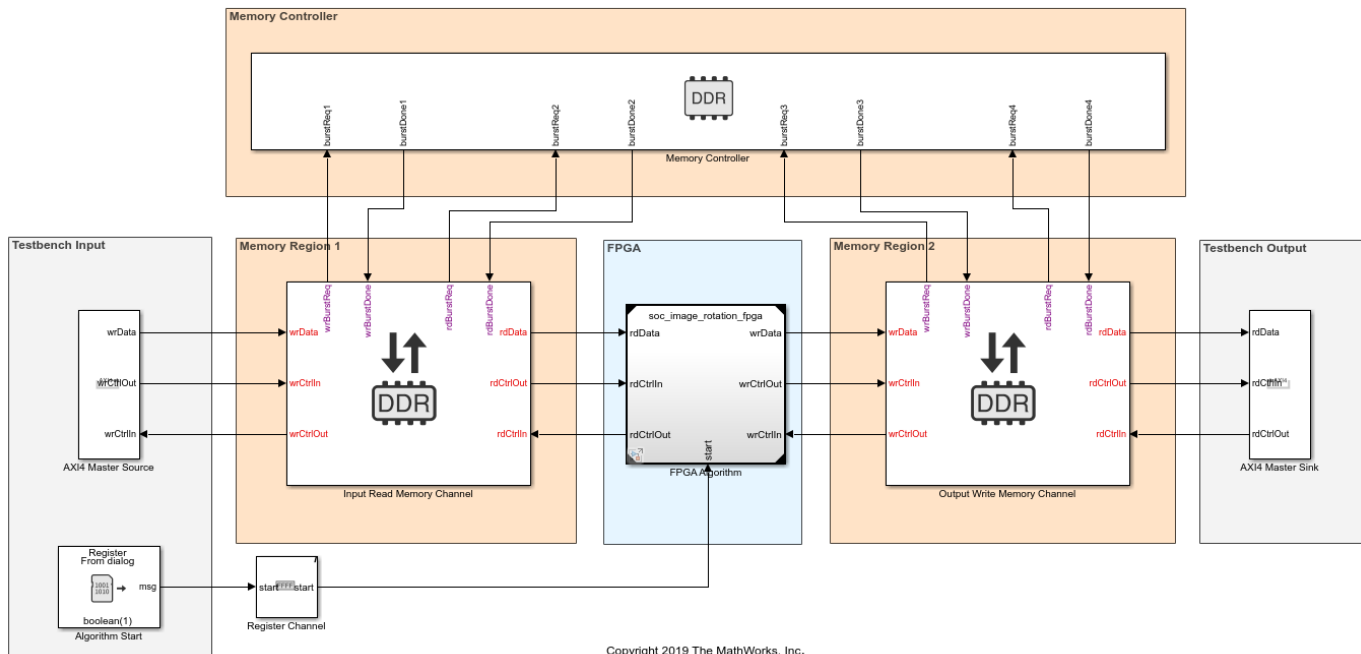 Memory Controller
DDR
burstReq1
burstDone1
burstReq2
burstDone2
burstReq3
burstDone3
burstReq4
burstDone4
Memory Controller
Testbench Input
wrData
wrCtrlOut
wrCtrlIn
AXI4 Master Source
Register
From dialog
1001
1010
msg
boolean(1)
Algorithm Start
Memory Region 1
wrBurstReq
wrBurstDone
rdBurstReq
rdBurstDone
wrData
rdData
wrCtrlIn
DDR
rdCtrlOut
wrCtrlOut
rdCtrlIn
Input Read Memory Channel
start
start
Register Channel
FPGA
soc_image_rotation_fpga
rdData
wrData
rdCtrlIn
wrCtrlOut
rdCtrlOut
wrCtrlIn
start
FPGA Algorithm
Memory Region 2
wrBurstReq
wrBurstDone
rdBurstReq
rdBurstDone
wrData
rdData
wrCtrlIn
DDR
rdCtrlOut
wrCtrlOut
rdCtrlIn
Output Write Memory Channel
Testbench Output
rdData
rdCtrlIn
rdCtrlOut
AXI4 Master Sink
Copyright 2019 The MathWorks, Inc.